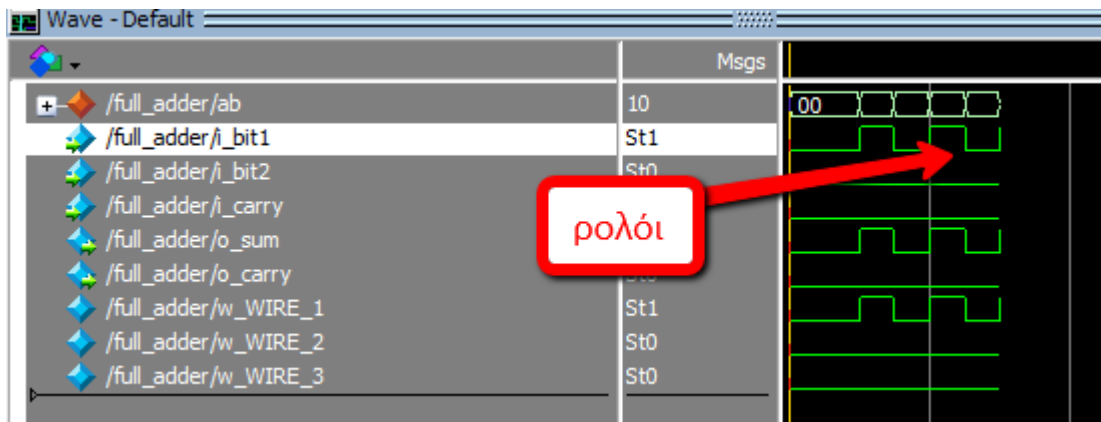 Wave - Default
Msgs
/full_adder/ab 10 00
/full_adder/i_bit1 St1
/full_adder/i_bit2 St0
/full_adder/i_carry
/full_adder/o_sum
ρολόι
/full_adder/o_carry
/full_adder/w_WIRE_1 St1
/full_adder/w_WIRE_2 St0
/full_adder/w_WIRE_3 St0